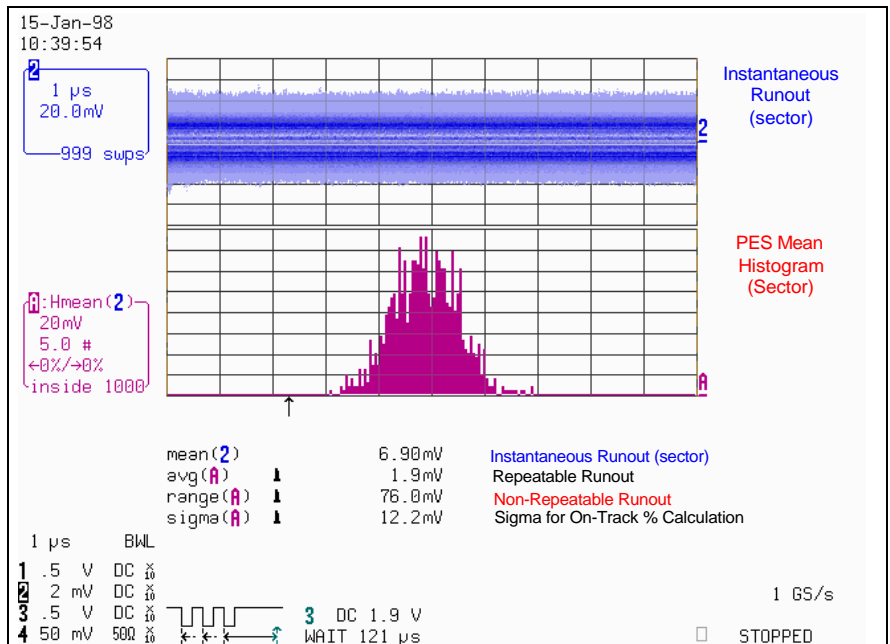 15-Jan-98
10:39:54
2
1 µs
20.0mV
999 swps
Instantaneous
Runout
(sector)
2
PES Mean
Histogram
(Sector)
A:Hmean(2)
20mV
5.0 #
←0%/→0%
inside 1000
A
↑
mean(2) 6.90mV Instantaneous Runout (sector)
avg(A) 1.9mV Repeatable Runout
range(A) 76.0mV Non-Repeatable Runout
sigma(A) 12.2mV Sigma for On-Track % Calculation
1 µs BWL
1 .5 V DC X10
2 2 mV DC X10
3 .5 V DC X10
4 50 mV 50Ω X10
3 DC 1.9 V
WAIT 121 µs
1 GS/s
STOPPED